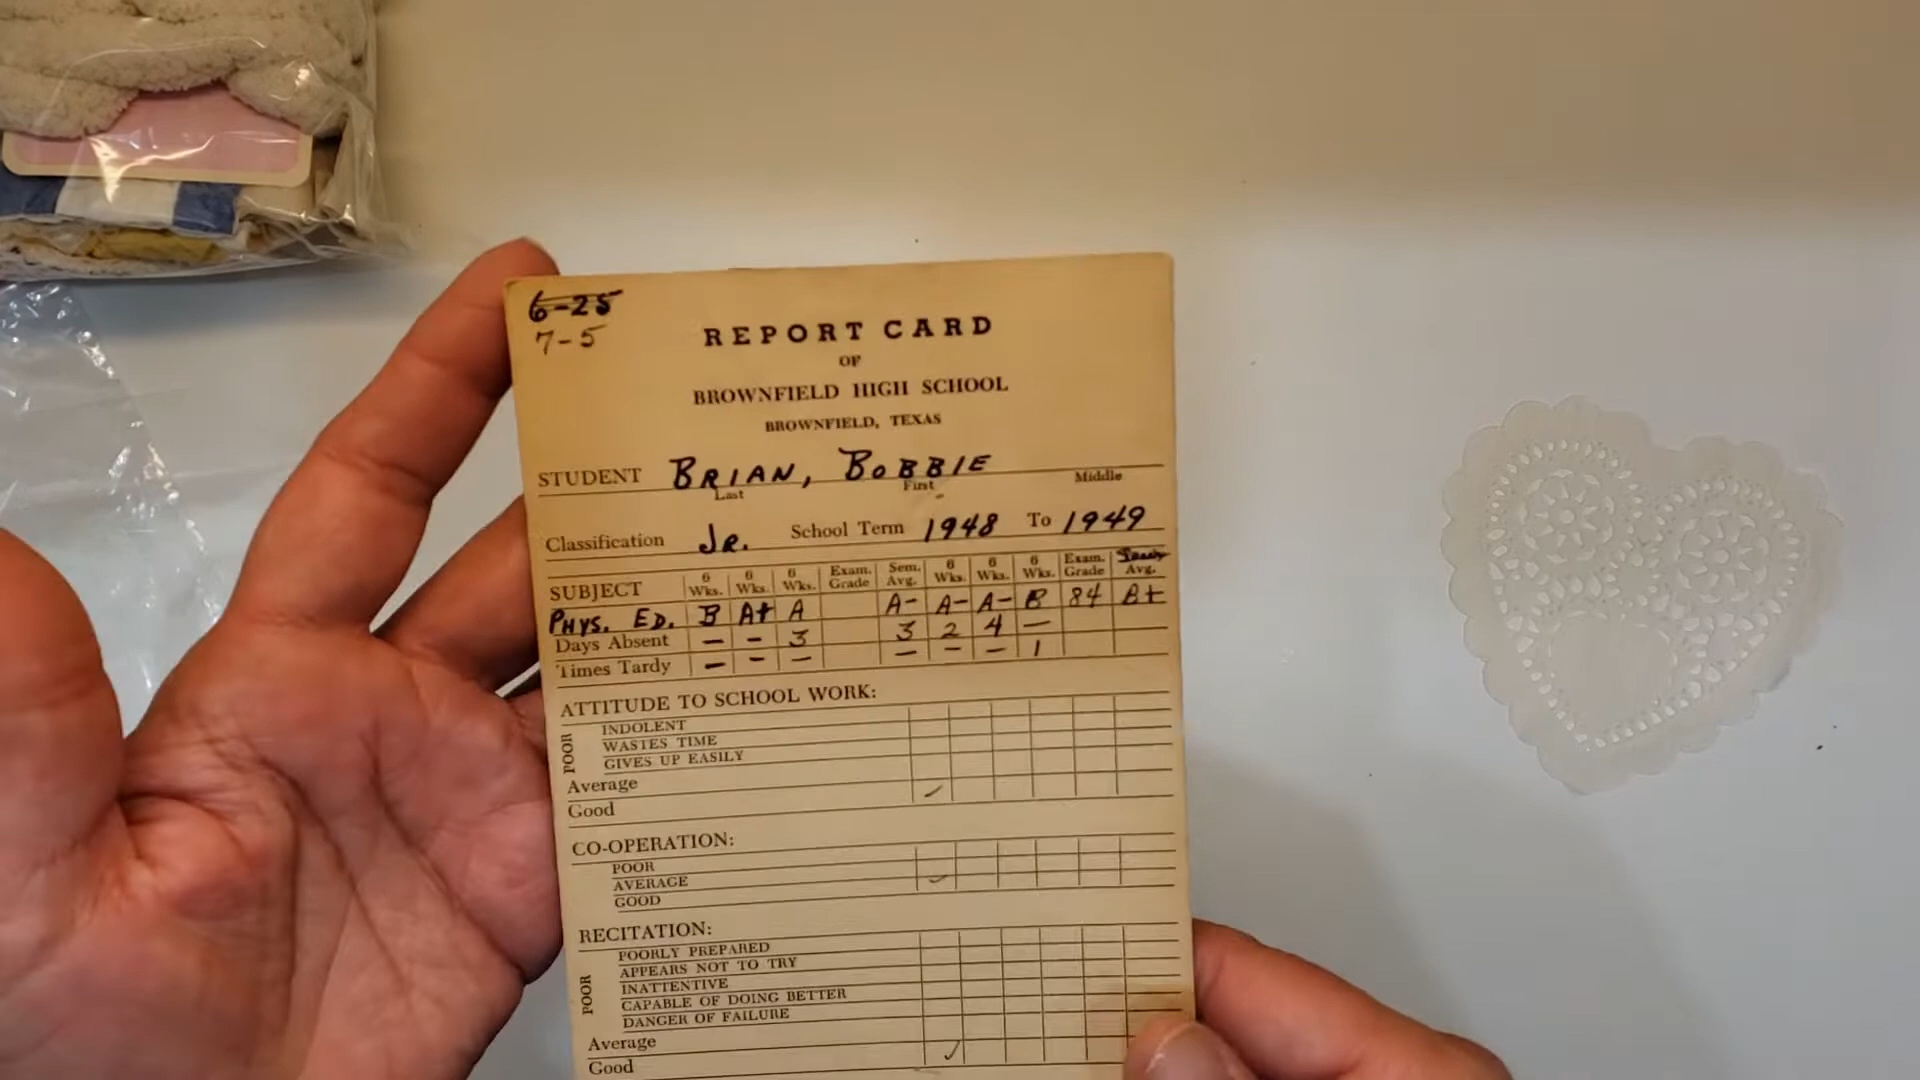 6-25
7-5
REPORT CARD
OF
BROWNFIELD HIGH SCHOOL
BROWNFIELD, TEXAS
STUDENT BRIAN, BOBBIE
Last First Middle
Classification JR. School Term 1948 To 1949
SUBJECT 6 Wks. 6 Wks. 6 Wks. Exam. Grade Sem. Avg. 6 Wks. 6 Wks. 6 Wks. Exam. Grade Avg.
PHYS. ED. B A+ A A- A- A- B 84 B+
Days Absent — - 3 3 2 4 —
Times Tardy — - — — — — 1
ATTITUDE TO SCHOOL WORK:
POOR
INDOLENT
WASTES TIME
GIVES UP EASILY
Average ✓
Good
CO-OPERATION:
POOR
AVERAGE ✓
GOOD
RECITATION:
POOR
POORLY PREPARED
APPEARS NOT TO TRY
INATTENTIVE
CAPABLE OF DOING BETTER
DANGER OF FAILURE
Average ✓
Good